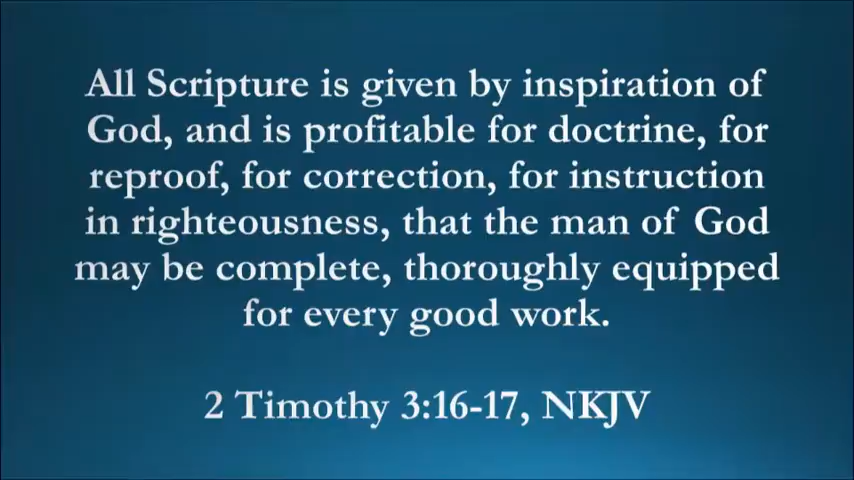 All Scripture is given by inspiration of
God, and is profitable for doctrine, for
reproof, for correction, for instruction
in righteousness, that the man of God
may be complete, thoroughly equipped
for every good work.
2 Timothy 3:16-17, NKJV